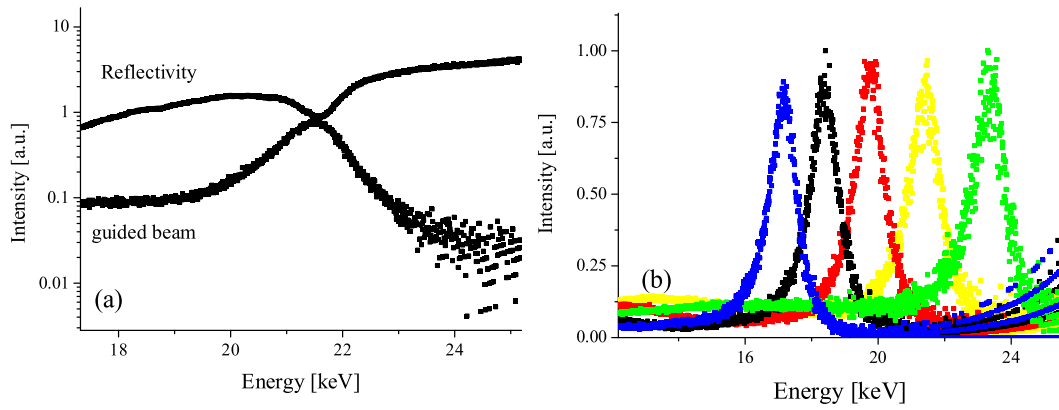 10
1
0.1
0.01
Intensity [a.u.]
Reflectivity
guided beam
(a)
18 20 22 24
Energy [keV]
1.00
0.75
0.50
0.25
0.00
Intensity [a.u.]
(b)
16 20 24
Energy [keV]